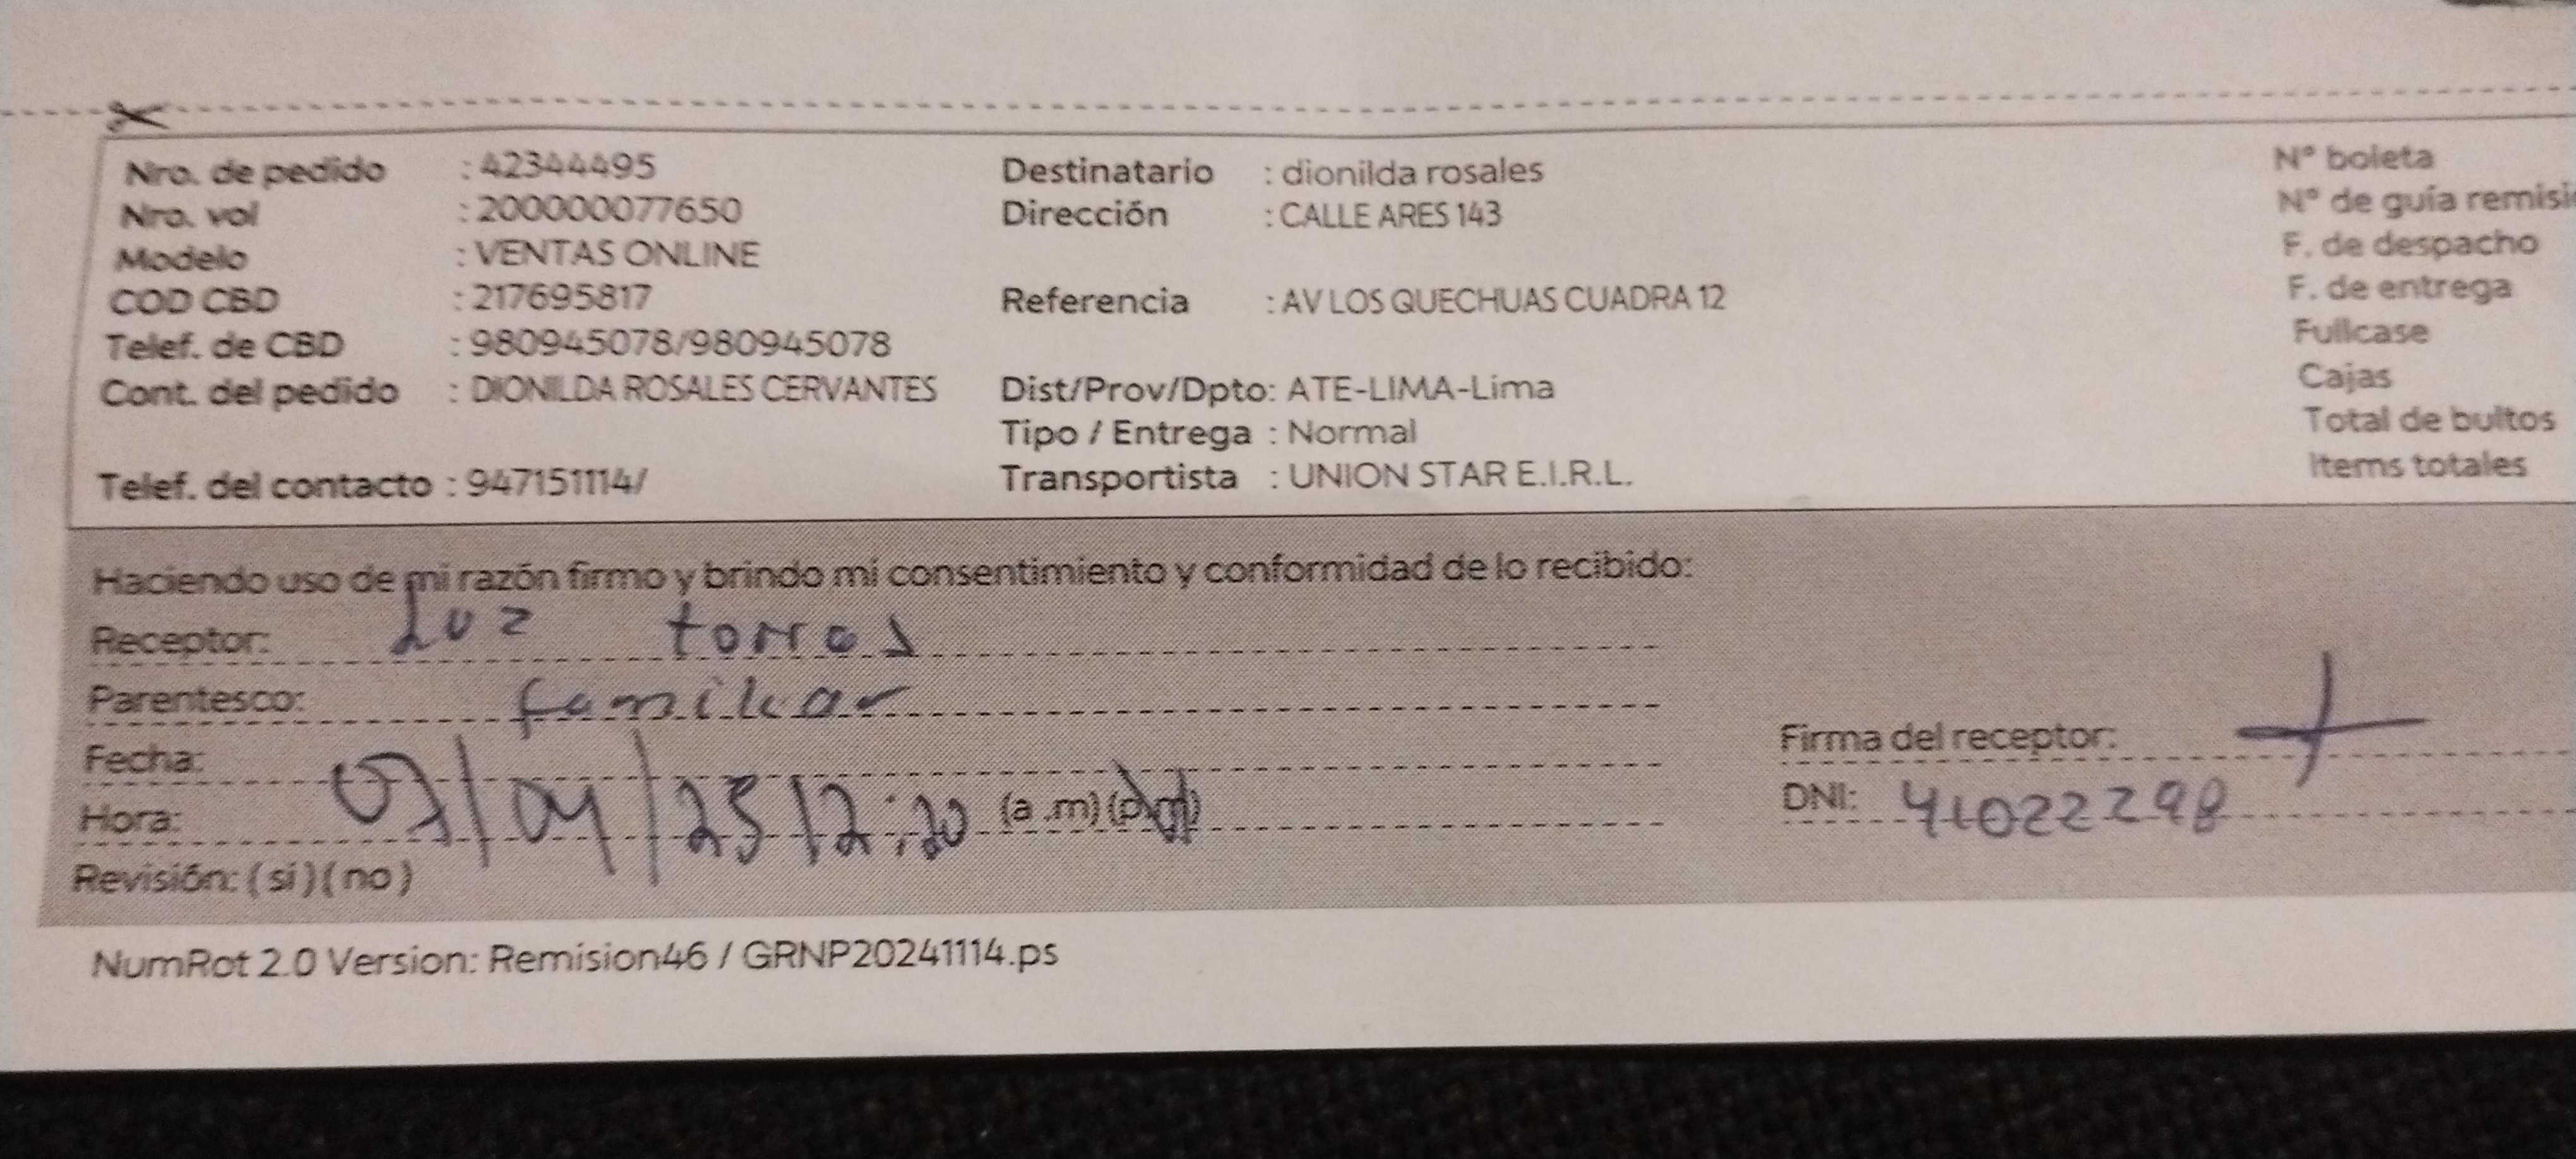 Nro. de pedido : 42344495
Nro. vol : 200000077650
Modelo : VENTAS ONLINE
COD CBD : 217695817
Telef. de CBD : 980945078/980945078
Cont. del pedido : DIONILDA ROSALES CERVANTES
Telef. del contacto : 947151114/
Destinatario : dionilda rosales
Dirección : CALLE ARES 143
Referencia : AV LOS QUECHUAS CUADRA 12
Dist/Prov/Dpto: ATE-LIMA-Lima
Tipo / Entrega : Normal
Transportista : UNION STAR E.I.R.L.
N° boleta
N° de guía remisi
F. de despacho
F. de entrega
Fullcase
Cajas
Total de bultos
Items totales
Haciendo uso de mi razón firmo y brindo mi consentimiento y conformidad de lo recibido:
Receptor: Luz torres
Parentesco: familiar
Fecha:
Hora: 07/04/25 12:20 (a .m) (p.m)
Revisión: ( si ) ( no )
Firma del receptor:
DNI: 41022298
NumRot 2.0 Version: Remision46 / GRNP20241114.ps